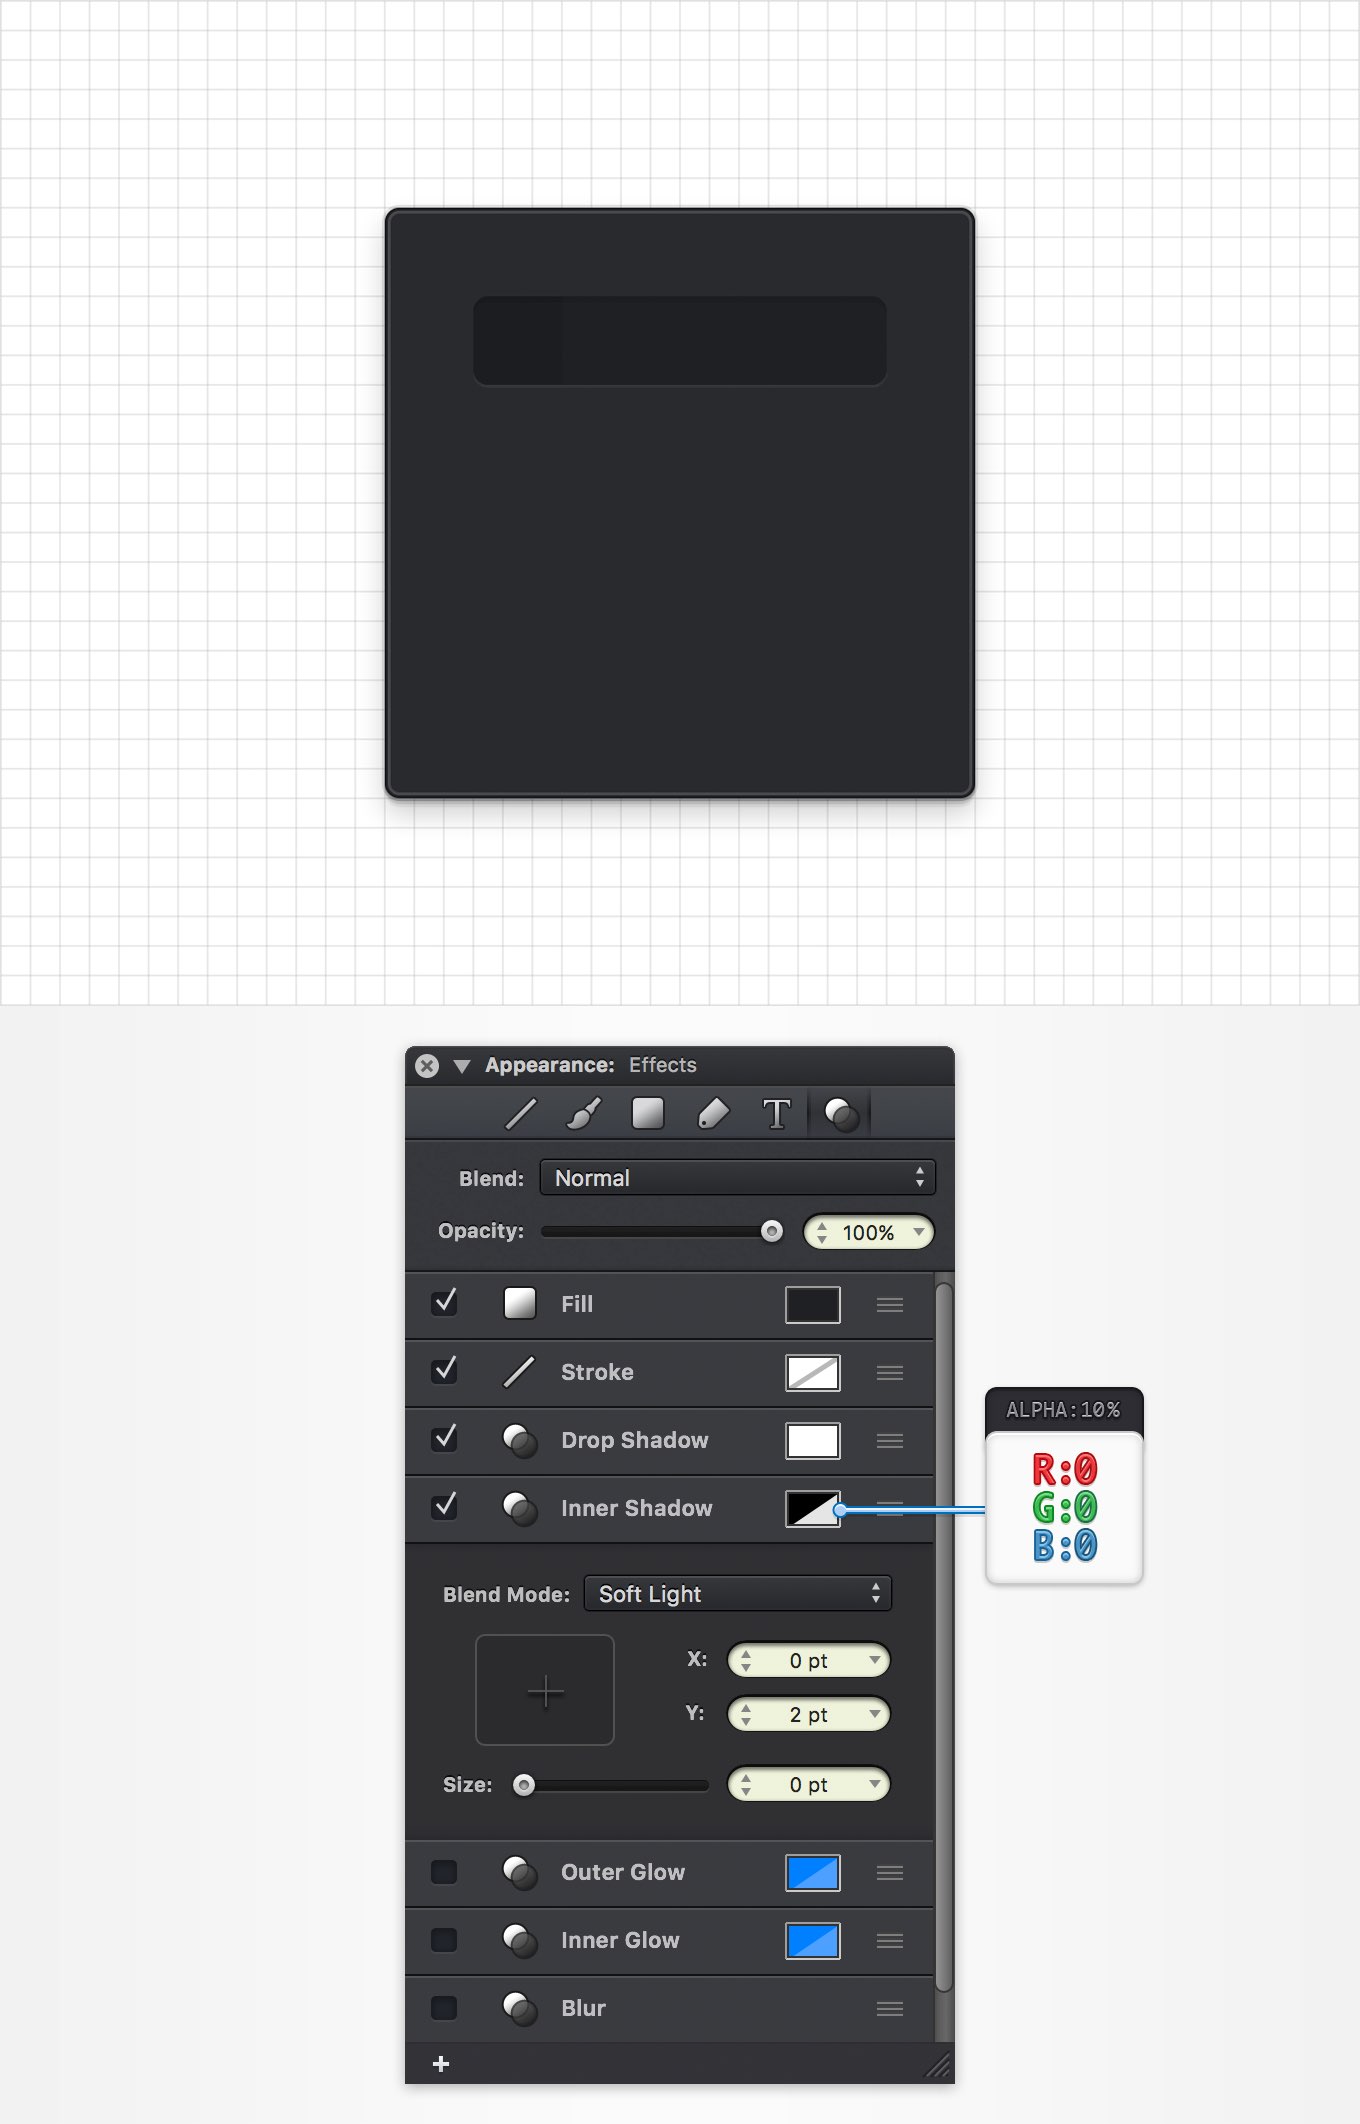 Appearance: Effects
T
Blend: Normal
Opacity: 100%
Fill
Stroke
Drop Shadow
Inner Shadow
ALPHA:10%
R:0
G:0
B:0
Blend Mode: Soft Light
X: 0 pt
Y: 2 pt
Size: 0 pt
Outer Glow
Inner Glow
Blur